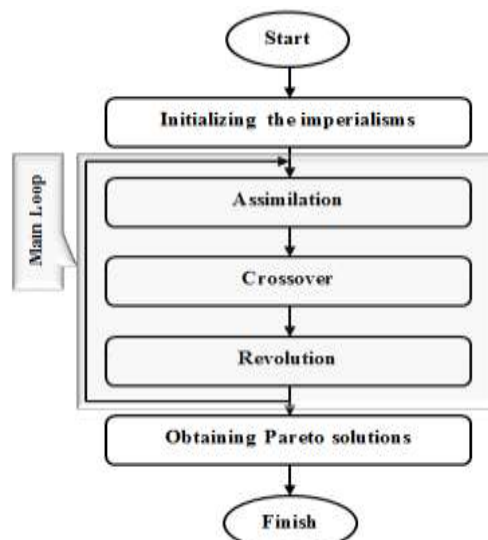 Start
Initializing the imperialisms
Main Loop
Assimilation
Crossover
Revolution
Obtaining Pareto solutions
Finish